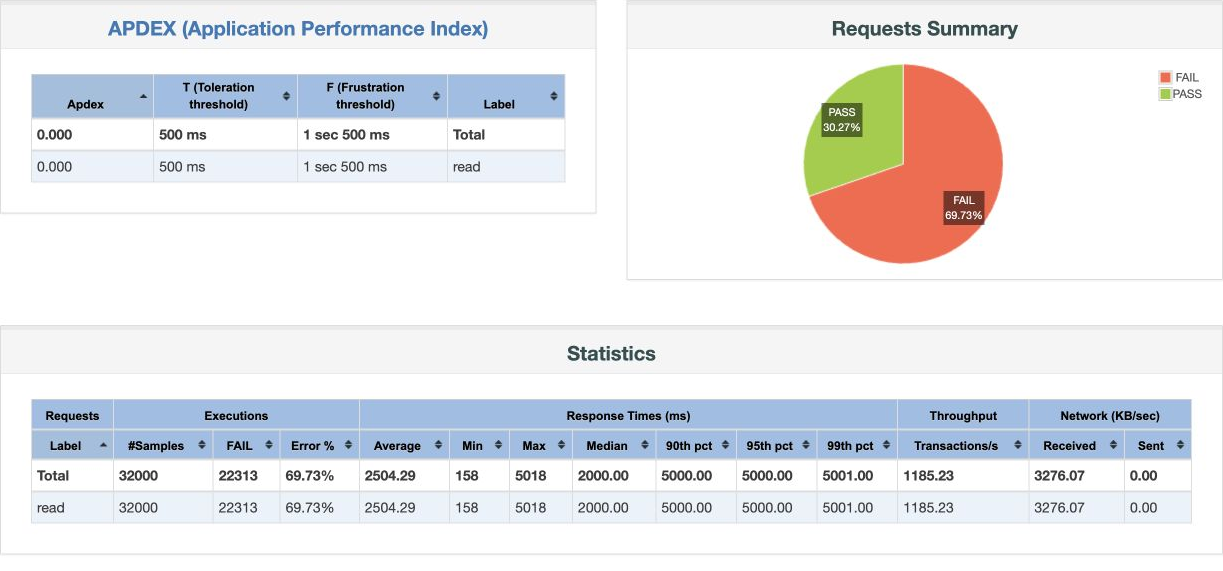 APDEX (Application Performance Index)
Apdex T (Toleration threshold) F (Frustration threshold) Label
0.000 500 ms 1 sec 500 ms Total
0.000 500 ms 1 sec 500 ms read
Requests Summary
FAIL
PASS
PASS
30.27%
FAIL
69.73%
Statistics
Requests Executions Response Times (ms) Throughput Network (KB/sec)
Label #Samples FAIL Error % Average Min Max Median 90th pct 95th pct 99th pct Transactions/s Received Sent
Total 32000 22313 69.73% 2504.29 158 5018 2000.00 5000.00 5000.00 5001.00 1185.23 3276.07 0.00
read 32000 22313 69.73% 2504.29 158 5018 2000.00 5000.00 5000.00 5001.00 1185.23 3276.07 0.00